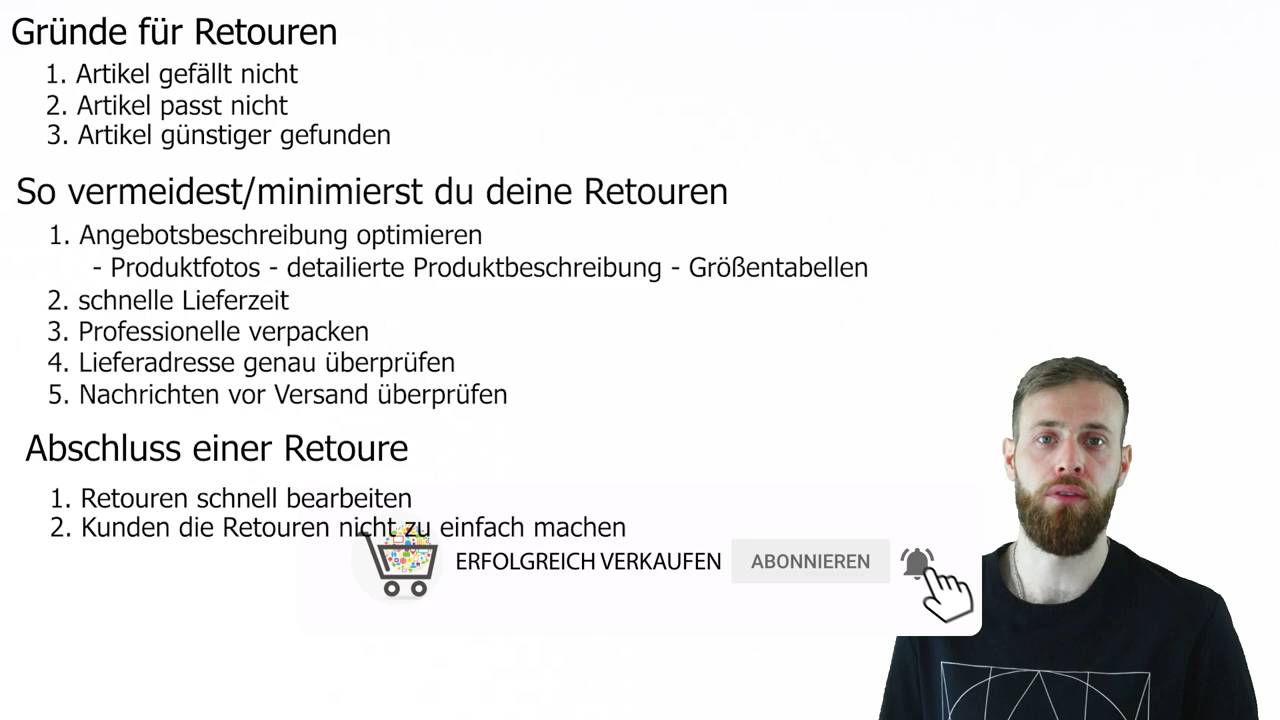 Gründe für Retouren
1. Artikel gefällt nicht
2. Artikel passt nicht
3. Artikel günstiger gefunden
So vermeidest/minimierst du deine Retouren
1. Angebotsbeschreibung optimieren
- Produktfotos - detailierte Produktbeschreibung - Größentabellen
2. schnelle Lieferzeit
3. Professionelle verpacken
4. Lieferadresse genau überprüfen
5. Nachrichten vor Versand überprüfen
Abschluss einer Retoure
1. Retouren schnell bearbeiten
2. Kunden die Retouren nicht zu einfach machen
ERFOLGREICH VERKAUFEN ABONNIEREN